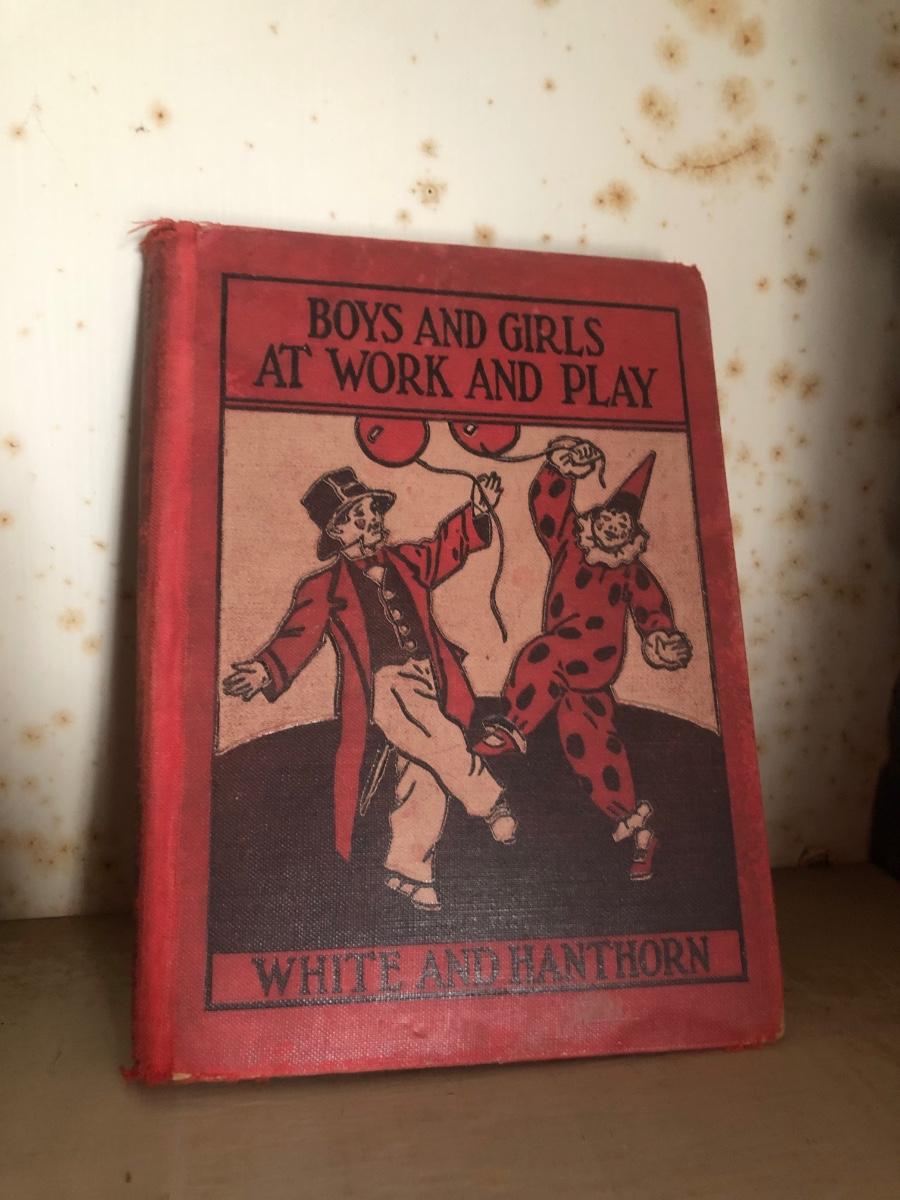 BOYS AND GIRLS
AT WORK AND PLAY
WHITE AND HANTHORN